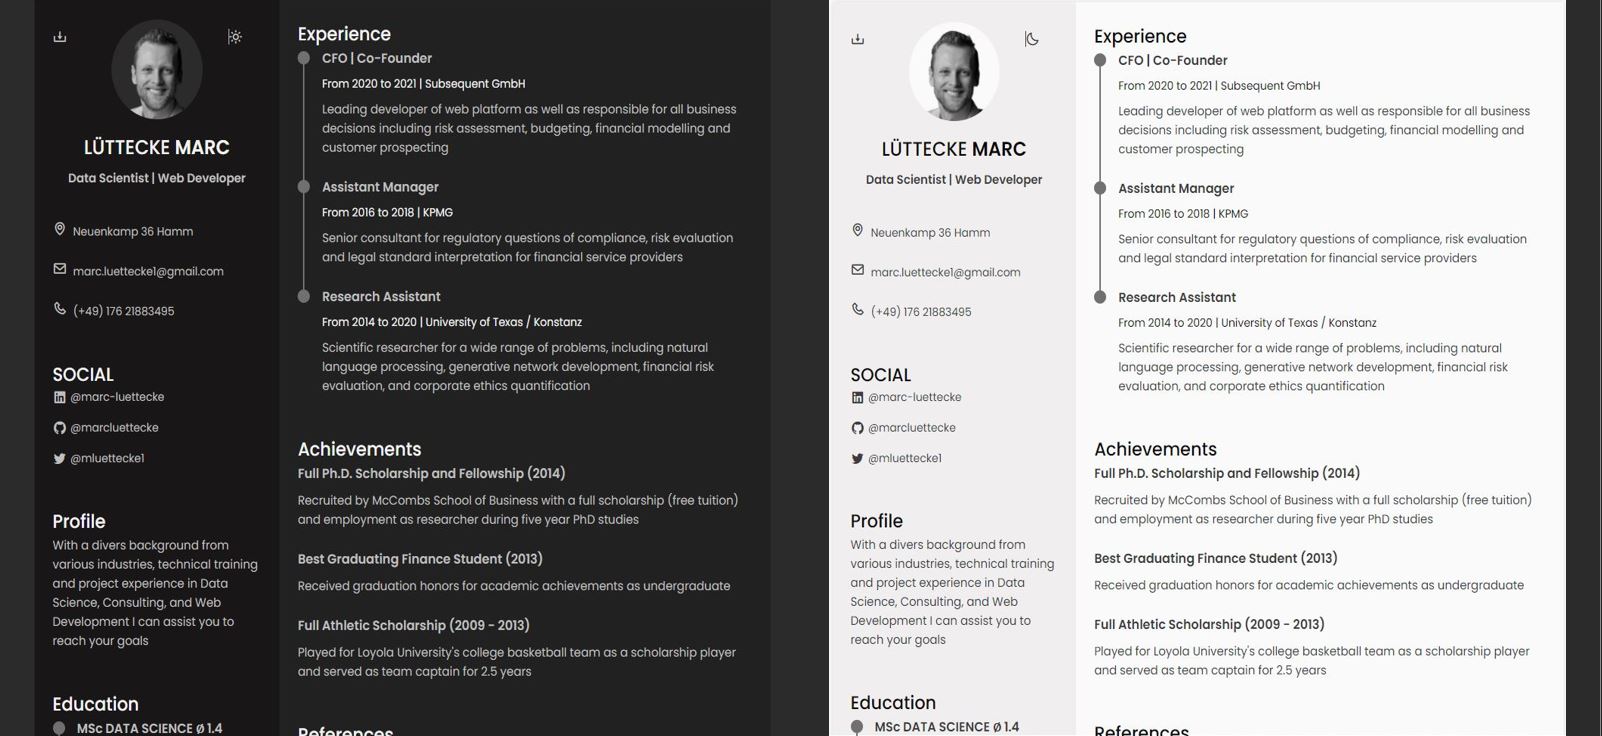 LÜTTECKE MARC
Data Scientist | Web Developer
Neuenkamp 36 Hamm
marc.luettecke1@gmail.com
(+49) 176 21883495
SOCIAL
@marc-luettecke
@marcluettecke
@mluettecke1
Profile
With a divers background from
various industries, technical training
and project experience in Data
Science, Consulting, and Web
Development I can assist you to
reach your goals
Education
MSc DATA SCIENCE Ø 1.4
Experience
CFO | Co-Founder
From 2020 to 2021 | Subsequent GmbH
Leading developer of web platform as well as responsible for all business
decisions including risk assessment, budgeting, financial modelling and
customer prospecting
Assistant Manager
From 2016 to 2018 | KPMG
Senior consultant for regulatory questions of compliance, risk evaluation
and legal standard interpretation for financial service providers
Research Assistant
From 2014 to 2020 | University of Texas / Konstanz
Scientific researcher for a wide range of problems, including natural
language processing, generative network development, financial risk
evaluation, and corporate ethics quantification
Achievements
Full Ph.D. Scholarship and Fellowship (2014)
Recruited by McCombs School of Business with a full scholarship (free tuition)
and employment as researcher during five year PhD studies
Best Graduating Finance Student (2013)
Received graduation honors for academic achievements as undergraduate
Full Athletic Scholarship (2009 - 2013)
Played for Loyola University's college basketball team as a scholarship player
and served as team captain for 2.5 years
References
LÜTTECKE MARC
Data Scientist | Web Developer
Neuenkamp 36 Hamm
marc.luettecke1@gmail.com
(+49) 176 21883495
SOCIAL
@marc-luettecke
@marcluettecke
@mluettecke1
Profile
With a divers background from
various industries, technical training
and project experience in Data
Science, Consulting, and Web
Development I can assist you to
reach your goals
Education
MSc DATA SCIENCE Ø 1.4
Experience
CFO | Co-Founder
From 2020 to 2021 | Subsequent GmbH
Leading developer of web platform as well as responsible for all business
decisions including risk assessment, budgeting, financial modelling and
customer prospecting
Assistant Manager
From 2016 to 2018 | KPMG
Senior consultant for regulatory questions of compliance, risk evaluation
and legal standard interpretation for financial service providers
Research Assistant
From 2014 to 2020 | University of Texas / Konstanz
Scientific researcher for a wide range of problems, including natural
language processing, generative network development, financial risk
evaluation, and corporate ethics quantification
Achievements
Full Ph.D. Scholarship and Fellowship (2014)
Recruited by McCombs School of Business with a full scholarship (free tuition)
and employment as researcher during five year PhD studies
Best Graduating Finance Student (2013)
Received graduation honors for academic achievements as undergraduate
Full Athletic Scholarship (2009 - 2013)
Played for Loyola University's college basketball team as a scholarship player
and served as team captain for 2.5 years
References